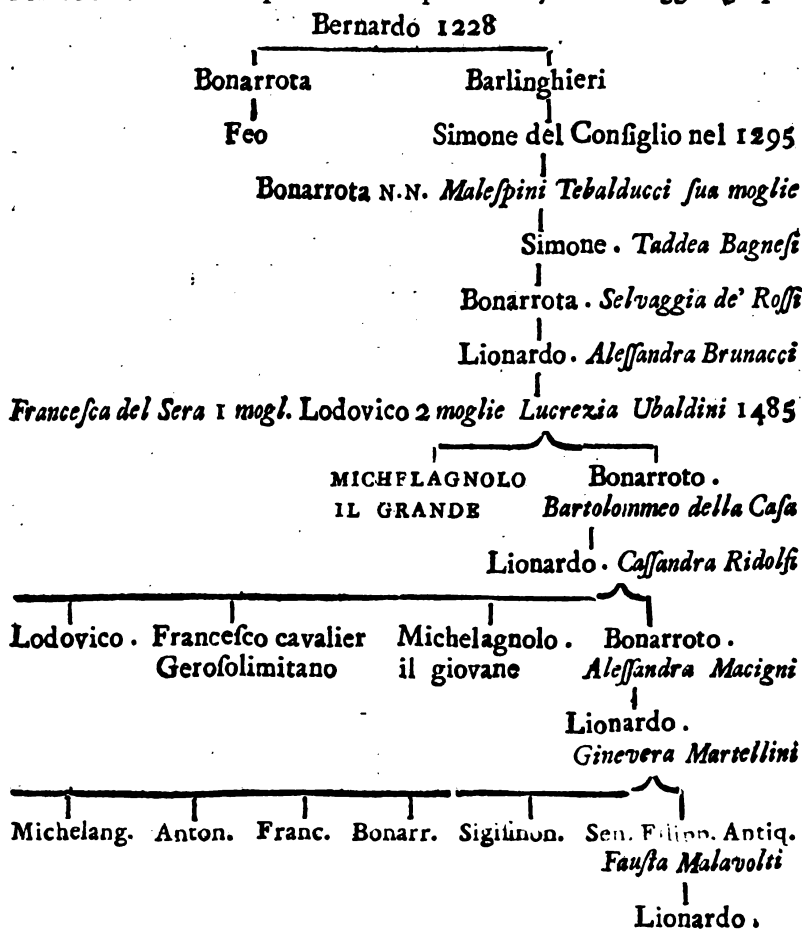 Bernardo 1228
Bonarrota Barlinghieri
Feo Simone del Conſiglio nel 1295
Bonarrota N.N. Maleſpini Tebalducci ſua moglie
Simone . Taddea Bagneſi
Bonarrota . Selvaggia de' Roſſi
Lionardo . Aleſſandra Brunacci
Franceſca del Sera 1 mogl. Lodovico 2 moglie Lucrezia Ubaldini 1485
MICHELAGNOLO Bonarroto .
IL GRANDE Bartolommeo della Caſa
Lionardo . Caſſandra Ridolfi
Lodovico . Franceſco cavalier Michelagnolo . Bonarroto .
Geroſolimitano il giovane Aleſſandra Macigni
Lionardo .
Ginevera Martellini
Michelang. Anton. Franc. Bonarr. Sen. Filipp. Antiq.
Fauſta Malavolti
Lionardo .